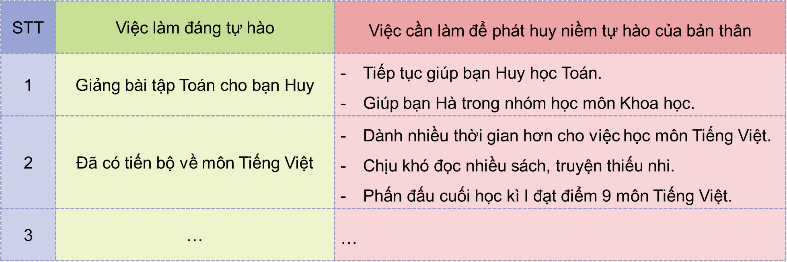 STT Việc làm đáng tự hào Việc cần làm để phát huy niềm tự hào của bản thân
1 Giảng bài tập Toán cho bạn Huy
- Tiếp tục giúp bạn Huy học Toán.
- Giúp bạn Hà trong nhóm học môn Khoa học.
2 Đã có tiến bộ về môn Tiếng Việt
- Dành nhiều thời gian hơn cho việc học môn Tiếng Việt.
- Chịu khó đọc nhiều sách, truyện thiếu nhi.
- Phấn đấu cuối học kì I đạt điểm 9 môn Tiếng Việt.
3 … …